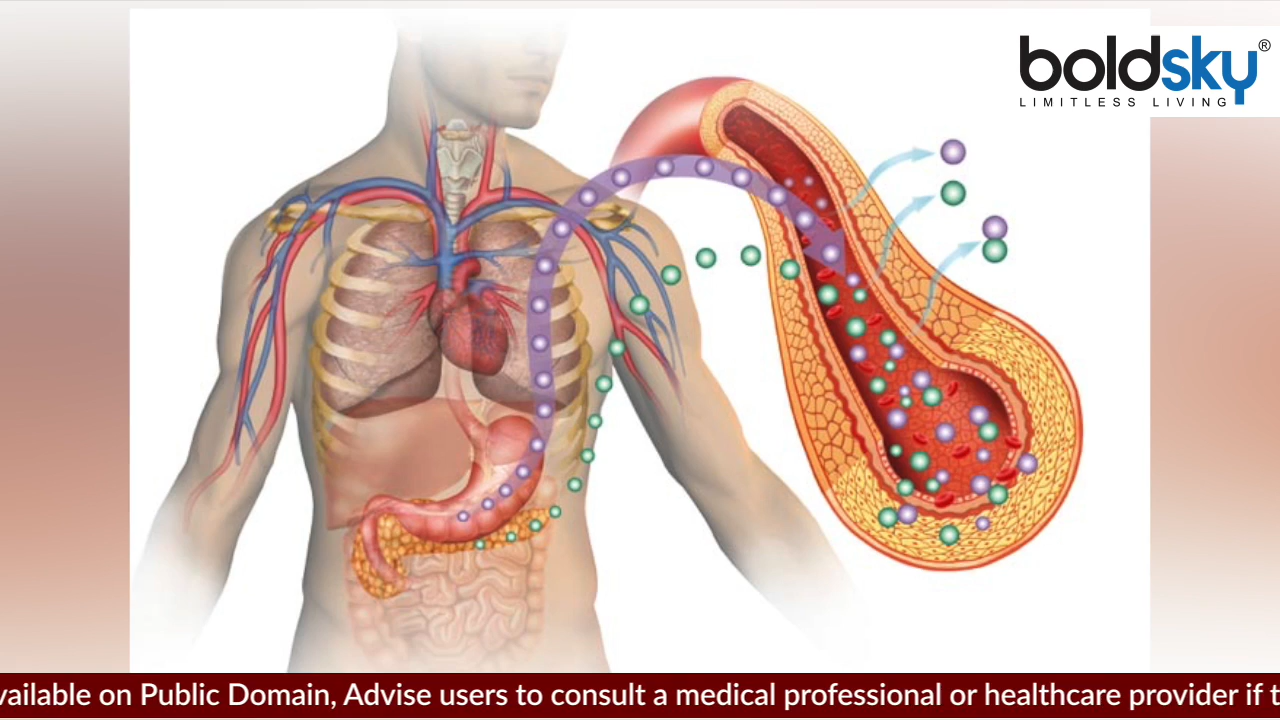 boldsky®
LIMITLESS LIVING
vailable on Public Domain, Advise users to consult a medical professional or healthcare provider if t